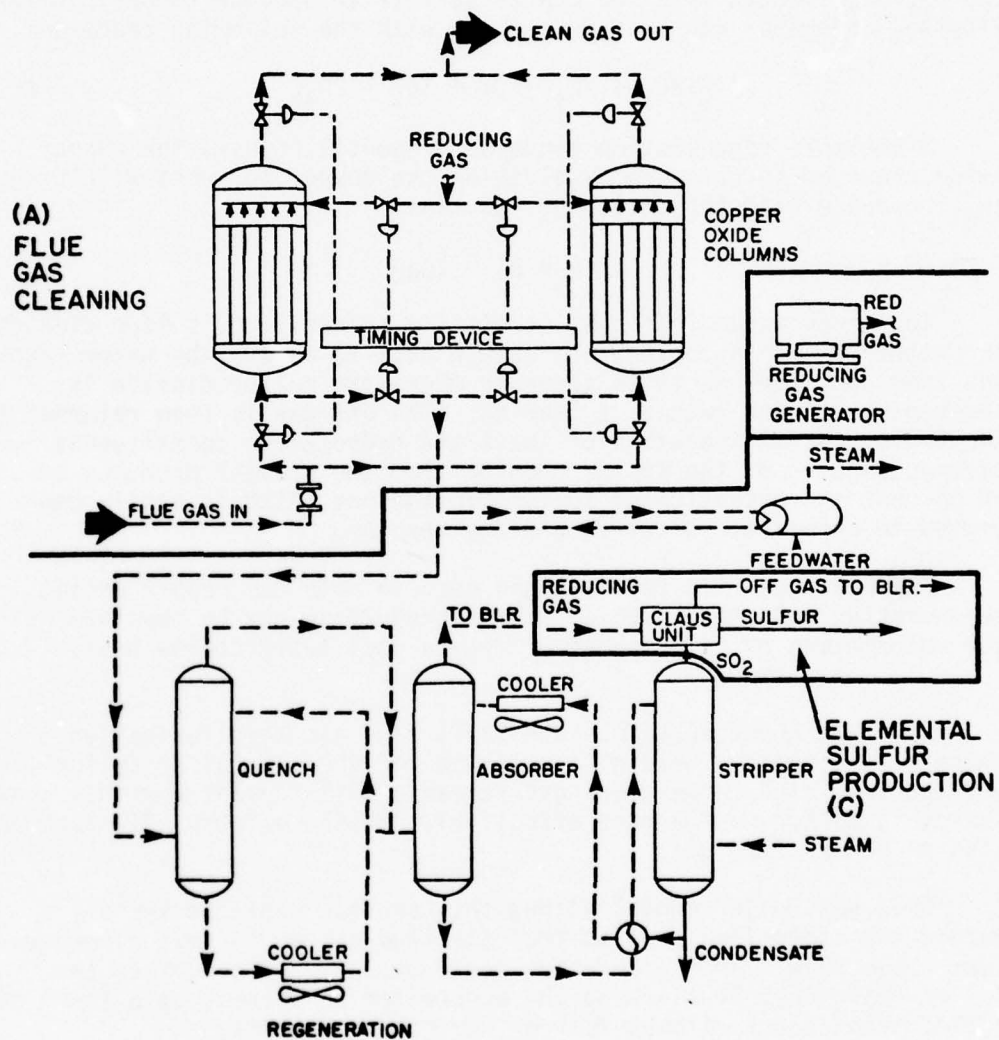 CLEAN GAS OUT
REDUCING
GAS
(A)
FLUE
GAS
CLEANING
COPPER
OXIDE
COLUMNS
TIMING DEVICE
RED
GAS
REDUCING
GAS
GENERATOR
STEAM
FLUE GAS IN
FEEDWATER
REDUCING
GAS
OFF GAS TO BLR.
CLAUS
UNIT
SULFUR
TO BLR.
SO2
COOLER
ELEMENTAL
SULFUR
PRODUCTION
(C)
QUENCH
ABSORBER
STRIPPER
STEAM
COOLER
CONDENSATE
REGENERATION